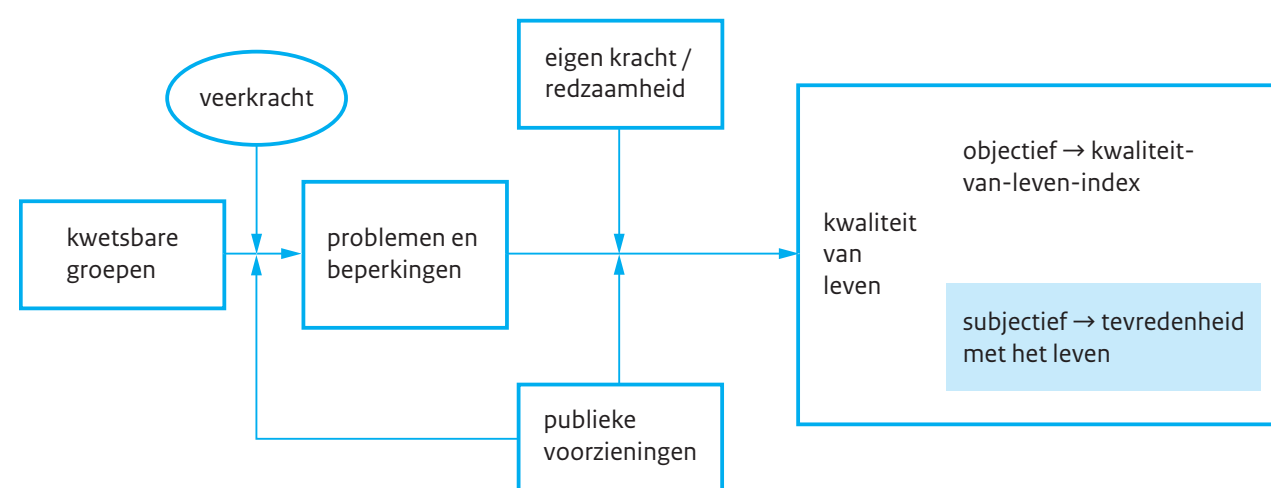 eigen kracht /
redzaamheid
veerkracht
objectief → kwaliteit-
van-leven-index
kwetsbare
groepen
problemen en
beperkingen
kwaliteit
van
leven
subjectief → tevredenheid
met het leven
publieke
voorzieningen